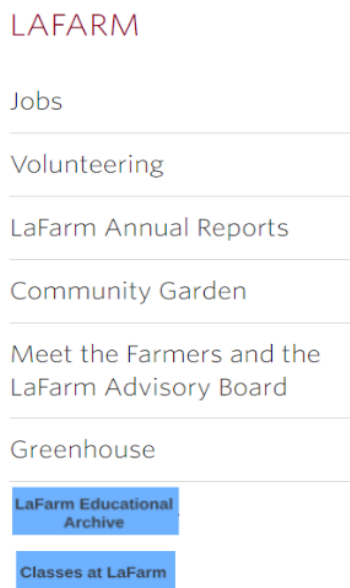 LAFARM
Jobs
Volunteering
LaFarm Annual Reports
Community Garden
Meet the Farmers and the
LaFarm Advisory Board
Greenhouse
LaFarm Educational
Archive
Classes at LaFarm